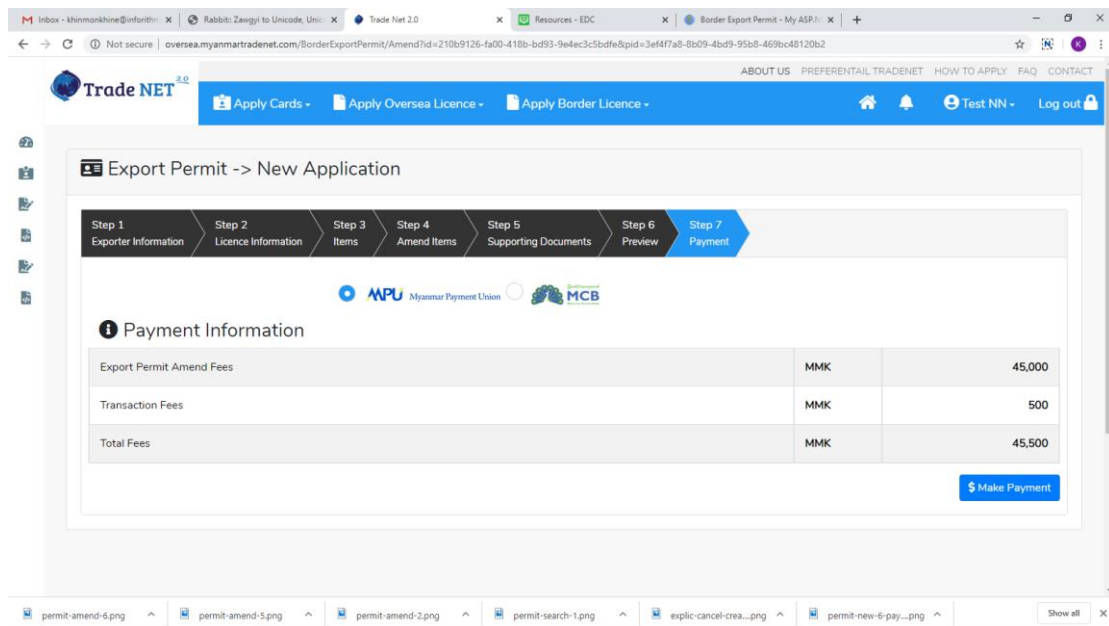 Inbox - khinmonkhine@inforithm
Rabbit: Zawgyi to Unicode, Unic
Trade Net 2.0
Resources - EDC
Border Export Permit - My ASP.N
Not secure | oversea.myanmartradenet.com/BorderExportPermit/Amend?id=210b9126-fa00-418b-bd93-9e4ec3c5bdfe&pid=3ef4f7a8-8b09-4bd9-95b8-469bc48120b2
N
K
ABOUT US PREFERENTAIL TRADENET HOW TO APPLY FAQ CONTACT
Trade NET 2.0
Apply Cards
Apply Oversea Licence
Apply Border Licence
Test NN
Log out
Export Permit -> New Application
Step 1
Exporter Information
Step 2
Licence Information
Step 3
Items
Step 4
Amend Items
Step 5
Supporting Documents
Step 6
Preview
Step 7
Payment
MPU Myanmar Payment Union
MCB
Payment Information
Export Permit Amend Fees MMK 45,000
Transaction Fees MMK 500
Total Fees MMK 45,500
$ Make Payment
permit-amend-6.png
permit-amend-5.png
permit-amend-2.png
permit-search-1.png
explic-cancel-crea....png
permit-new-6-pay....png
Show all